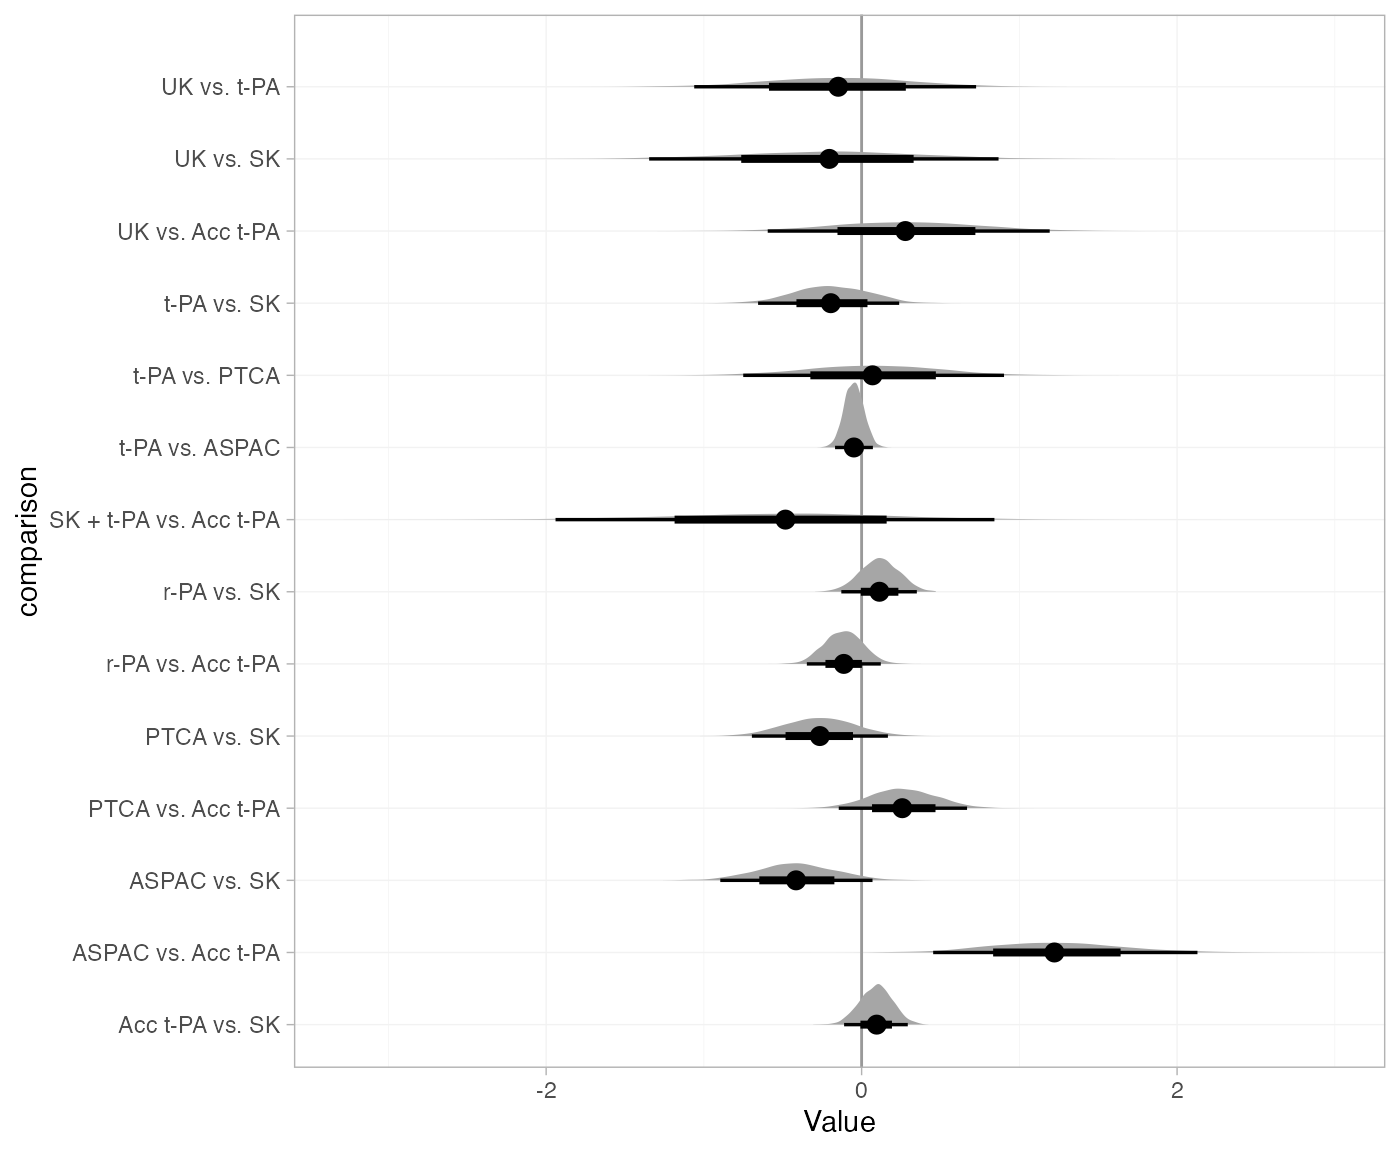 UK vs. t-PA
UK vs. SK
UK vs. Acc t-PA
t-PA vs. SK
t-PA vs. PTCA
t-PA vs. ASPAC
SK + t-PA vs. Acc t-PA
r-PA vs. SK
r-PA vs. Acc t-PA
PTCA vs. SK
PTCA vs. Acc t-PA
ASPAC vs. SK
ASPAC vs. Acc t-PA
Acc t-PA vs. SK
comparison
-2 0 2
Value